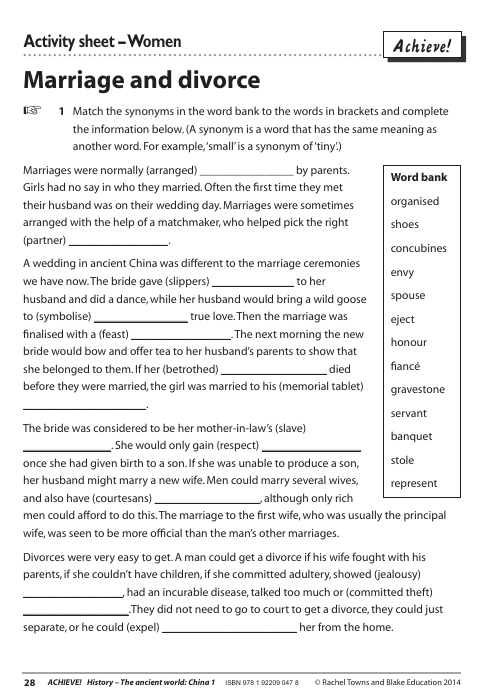 Activity sheet – Women
Achieve!
Marriage and divorce
1 Match the synonyms in the word bank to the words in brackets and complete
the information below. (A synonym is a word that has the same meaning as
another word. For example, ‘small’ is a synonym of ‘tiny’.)
Marriages were normally (arranged) _________________ by parents.
Girls had no say in who they married. Often the first time they met
their husband was on their wedding day. Marriages were sometimes
arranged with the help of a matchmaker, who helped pick the right
(partner) _________________.
A wedding in ancient China was different to the marriage ceremonies
we have now. The bride gave (slippers) _______________ to her
husband and did a dance, while her husband would bring a wild goose
to (symbolise) _________________ true love. Then the marriage was
finalised with a (feast) _________________. The next morning the new
bride would bow and offer tea to her husband’s parents to show that
she belonged to them. If her (betrothed) ___________________ died
before they were married, the girl was married to his (memorial tablet)
______________________.
The bride was considered to be her mother-in-law’s (slave)
________________. She would only gain (respect) _________________
once she had given birth to a son. If she was unable to produce a son,
her husband might marry a new wife. Men could marry several wives,
and also have (courtesans) ___________________, although only rich
men could afford to do this. The marriage to the first wife, who was usually the principal
wife, was seen to be more official than the man’s other marriages.
Divorces were very easy to get. A man could get a divorce if his wife fought with his
parents, if she couldn’t have children, if she committed adultery, showed (jealousy)
__________________, had an incurable disease, talked too much or (committed theft)
___________________. They did not need to go to court to get a divorce, they could just
separate, or he could (expel) ________________________ her from the home.
Word bank
organised
shoes
concubines
envy
spouse
eject
honour
fiancé
gravestone
servant
banquet
stole
represent
28 ACHIEVE! History – The ancient world: China 1 ISBN 978 1 92209 047 8 © Rachel Towns and Blake Education 2014